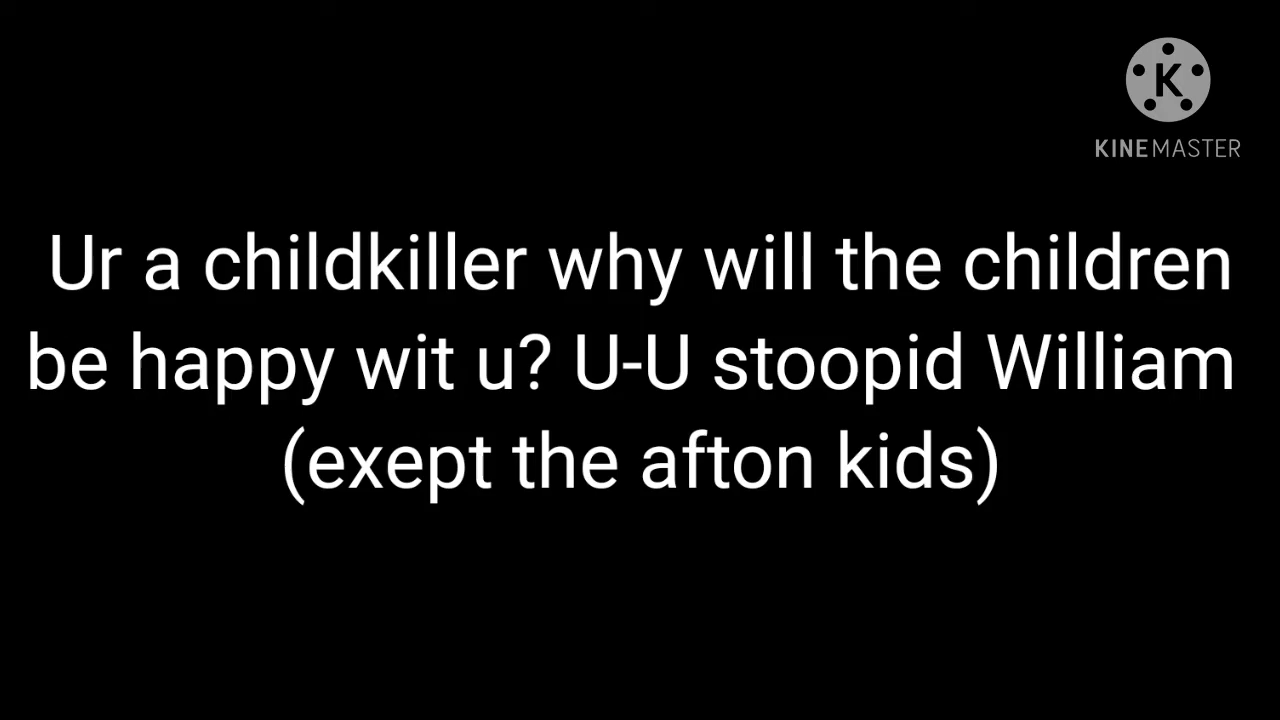 K
KINEMASTER
Ur a childkiller why will the children
be happy wit u? U-U stoopid William
(exept the afton kids)